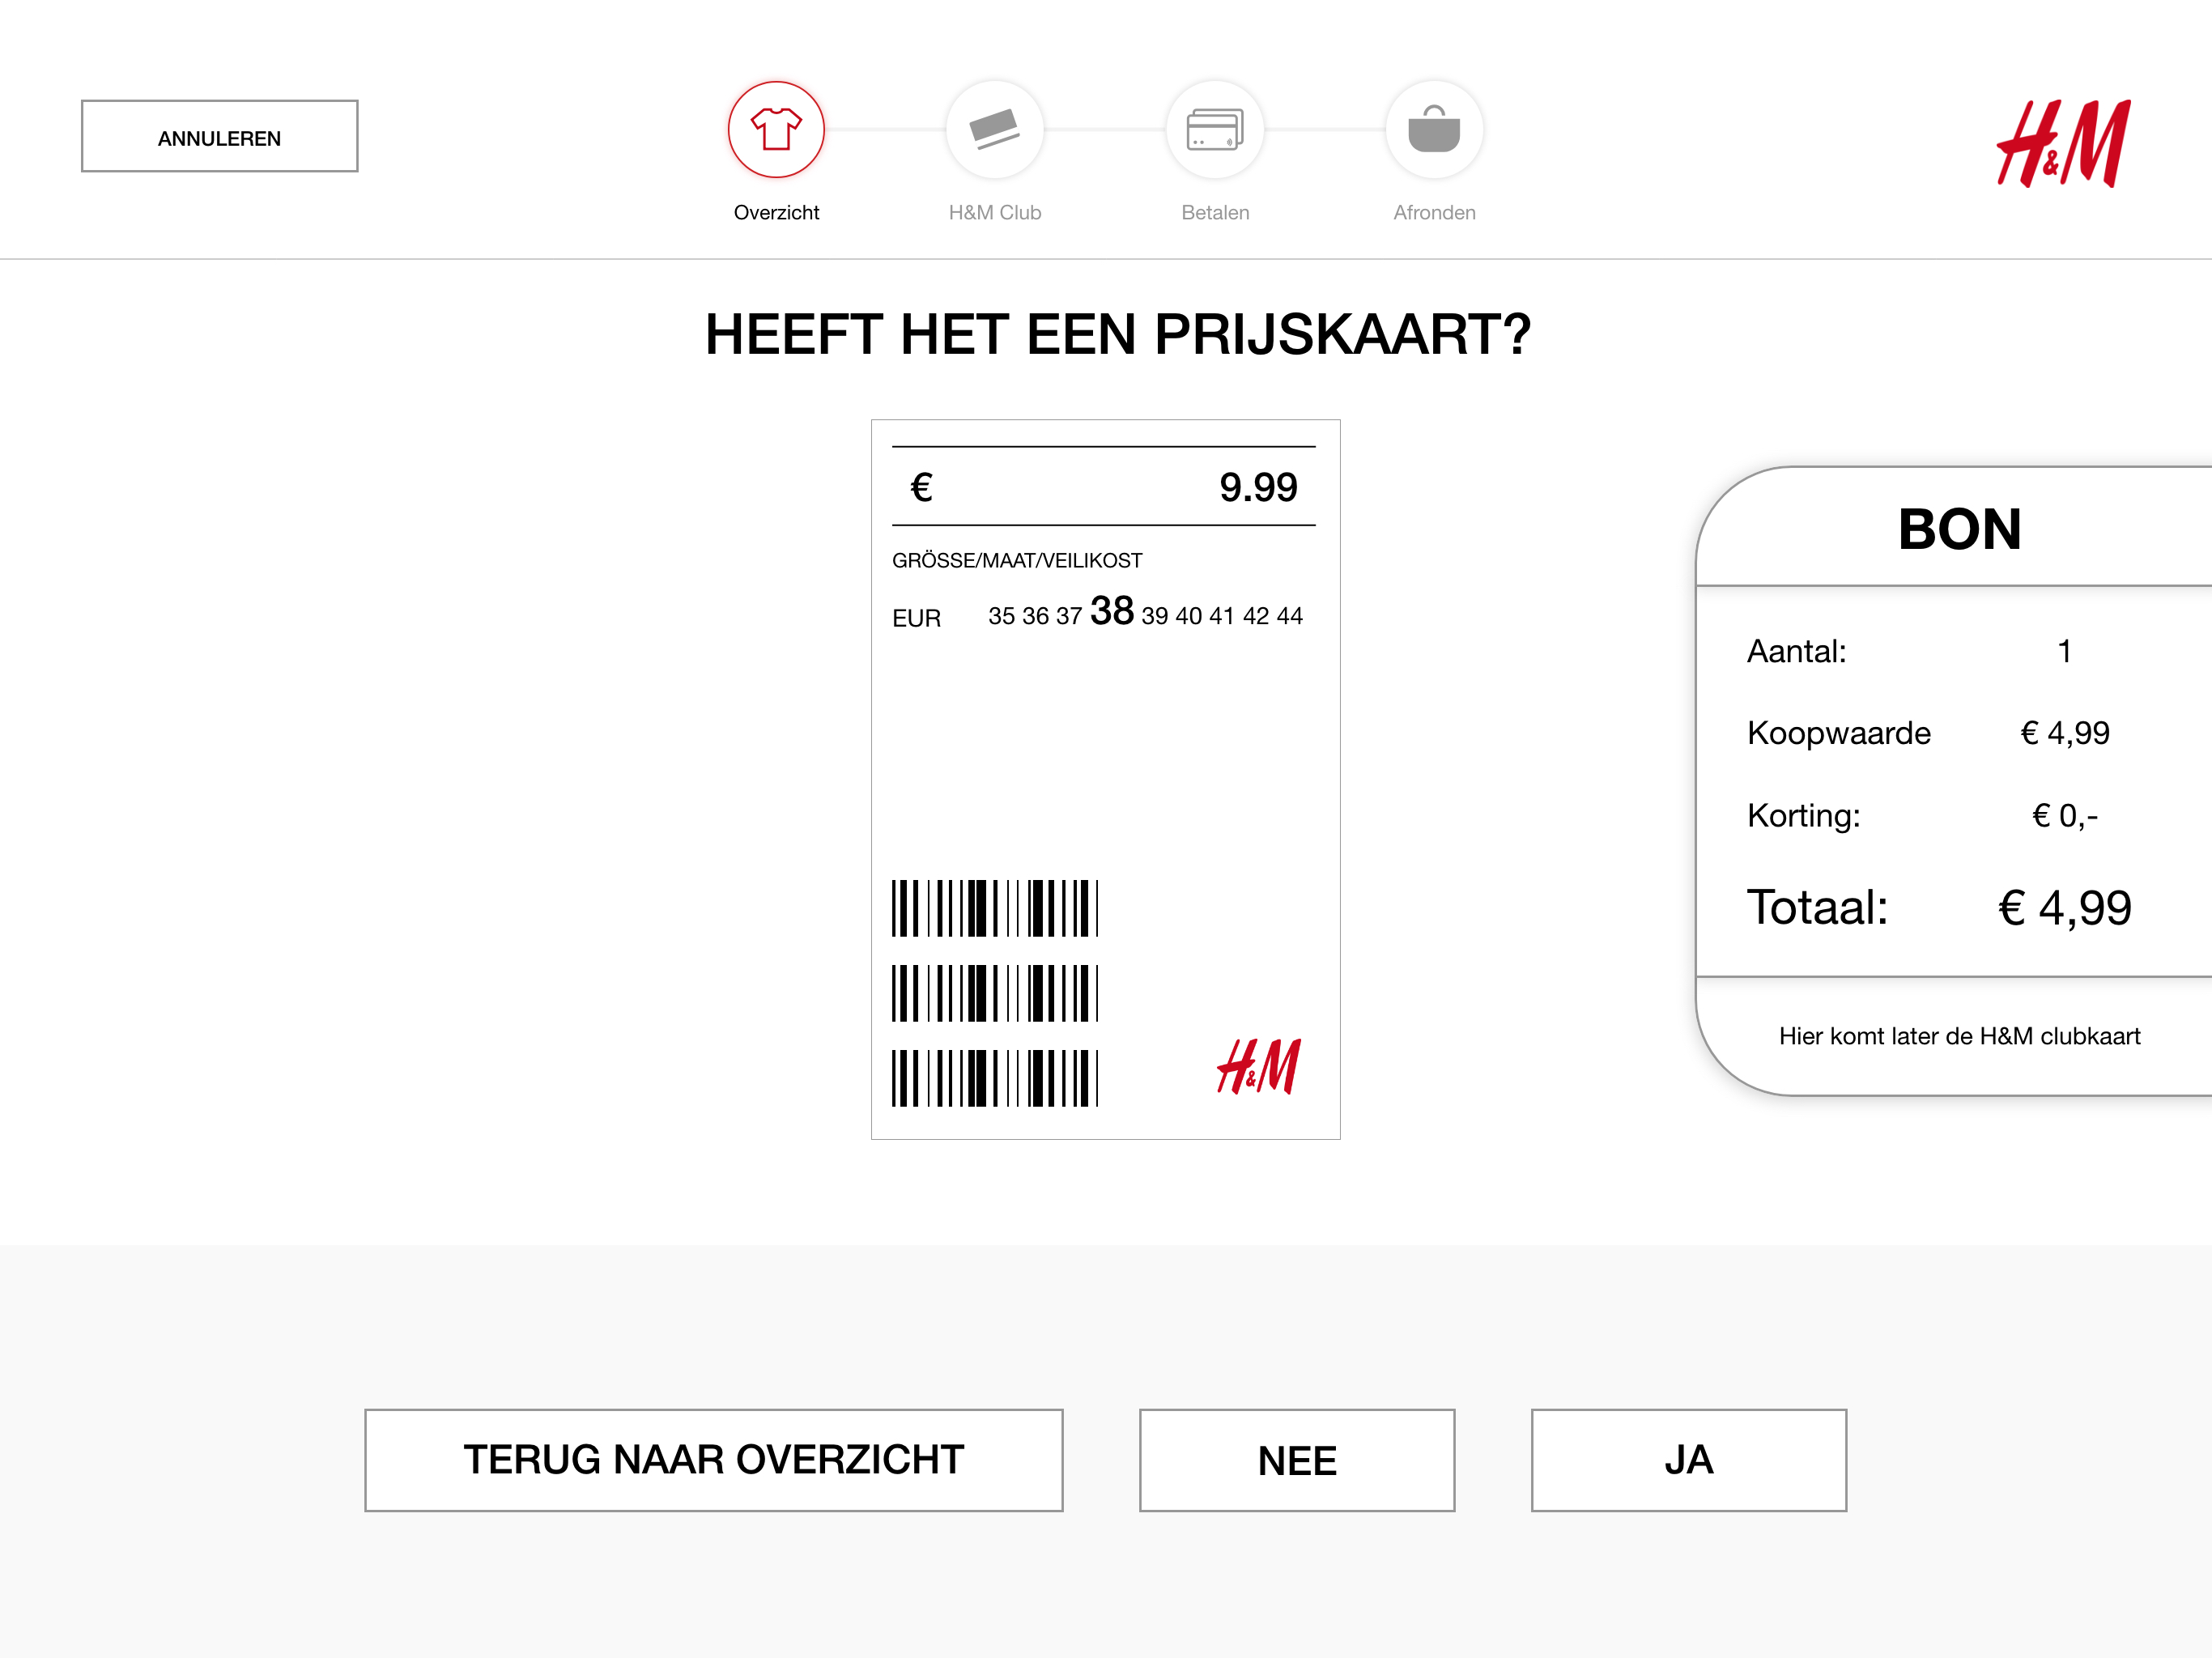 ANNULEREN
Overzicht
H&M Club
Betalen
Afronden
H&M
HEEFT HET EEN PRIJSKAART?
€ 9.99
GRÖSSE/MAAT/VEILIKOST
EUR 35 36 37 38 39 40 41 42 44
H&M
BON
Aantal: 1
Koopwaarde € 4,99
Korting: € 0,-
Totaal: € 4,99
Hier komt later de H&M clubkaart
TERUG NAAR OVERZICHT
NEE
JA